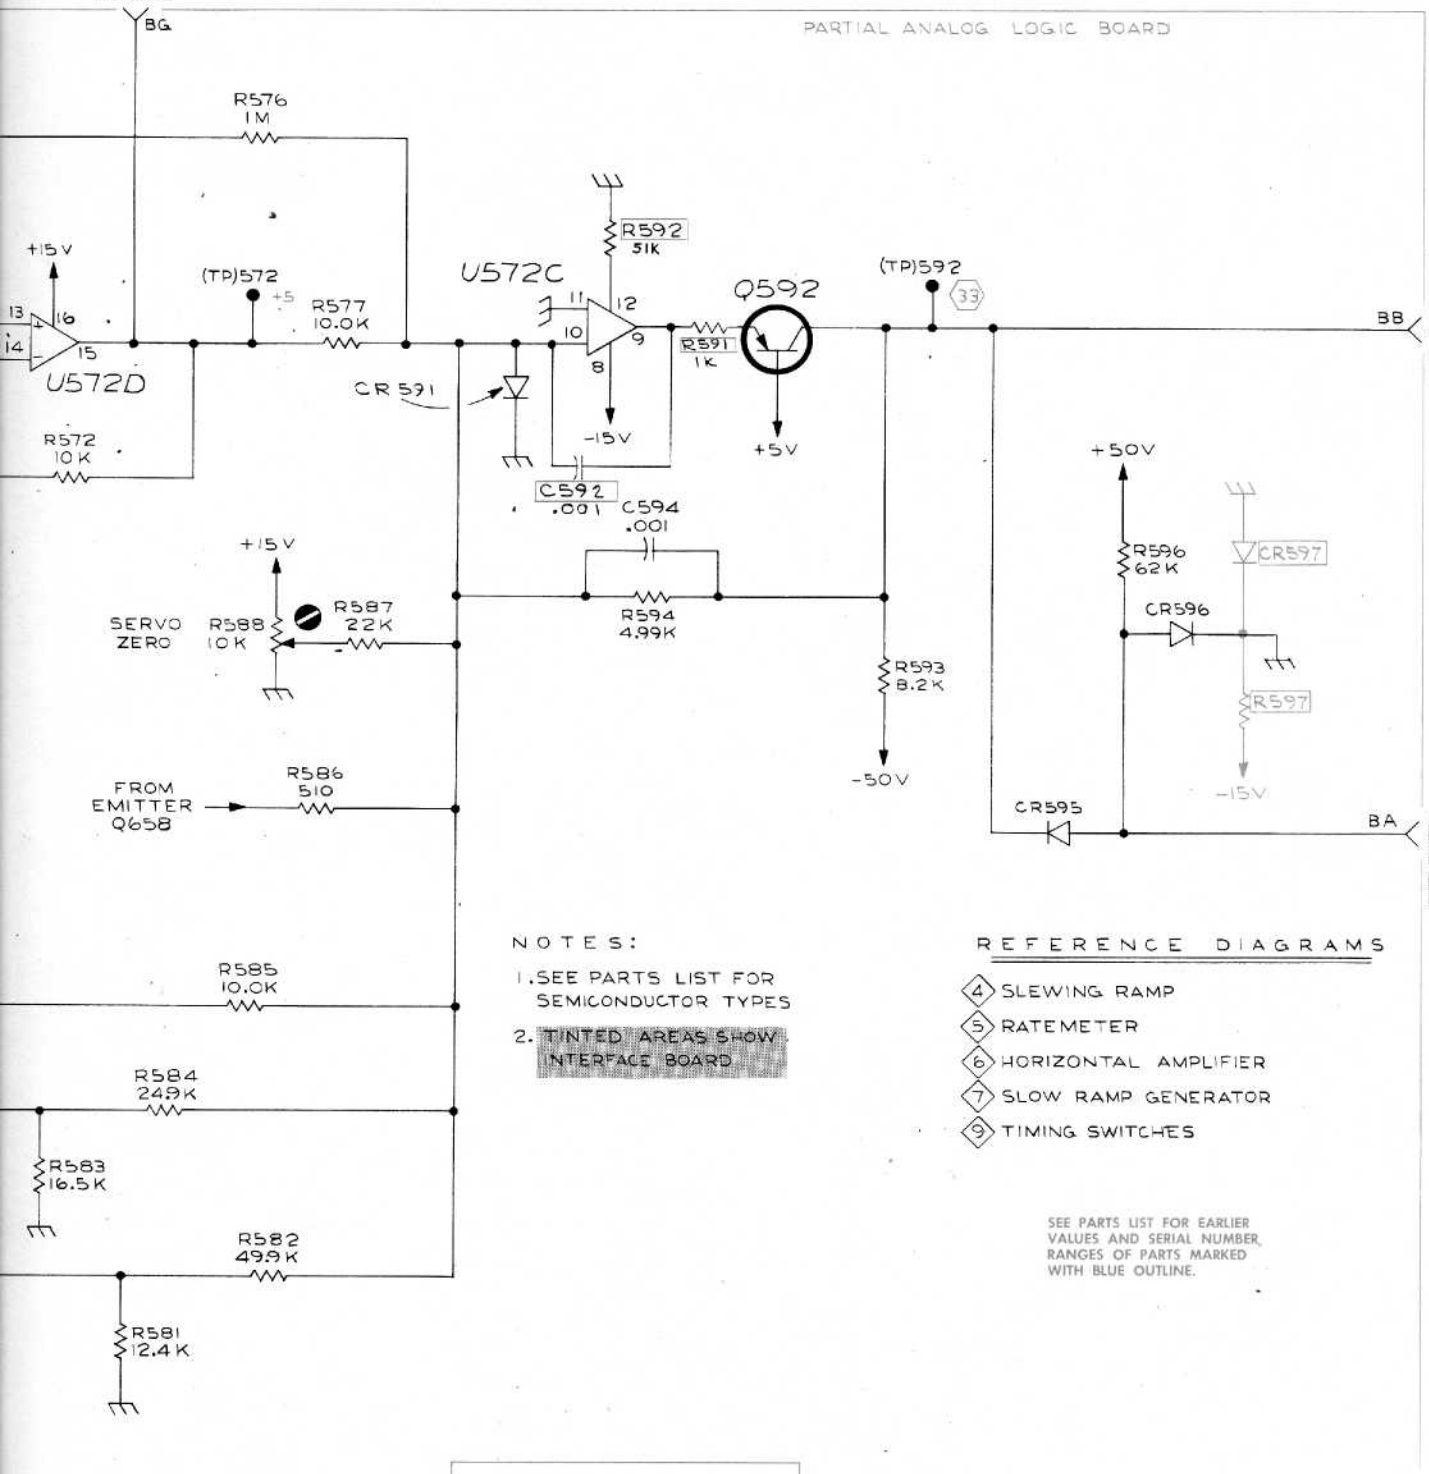 BG
PARTIAL ANALOG LOGIC BOARD
R576
1M
+15V
13
14
+
-
16
15
U572D
(TP)572
+5
R577
10.0K
R572
10K
U572C
R592
51K
11
10
12
9
8
-15V
CR591
C592
.001
R591
1K
Q592
+5V
(TP)592
33
BB
C594
.001
R594
4.99K
+50V
R596
62K
CR597
CR596
R597
-15V
R593
8.2K
-50V
CR595
BA
+15V
SERVO
ZERO
R588
10K
R587
22K
FROM
EMITTER
Q658
R586
510
R585
10.0K
R584
24.9K
R583
16.5K
R582
49.9K
R581
12.4K
NOTES:
1. SEE PARTS LIST FOR
SEMICONDUCTOR TYPES
2. TINTED AREAS SHOW
INTERFACE BOARD
REFERENCE DIAGRAMS
4 SLEWING RAMP
5 RATEMETER
6 HORIZONTAL AMPLIFIER
7 SLOW RAMP GENERATOR
9 TIMING SWITCHES
SEE PARTS LIST FOR EARLIER
VALUES AND SERIAL NUMBER
RANGES OF PARTS MARKED
WITH BLUE OUTLINE.